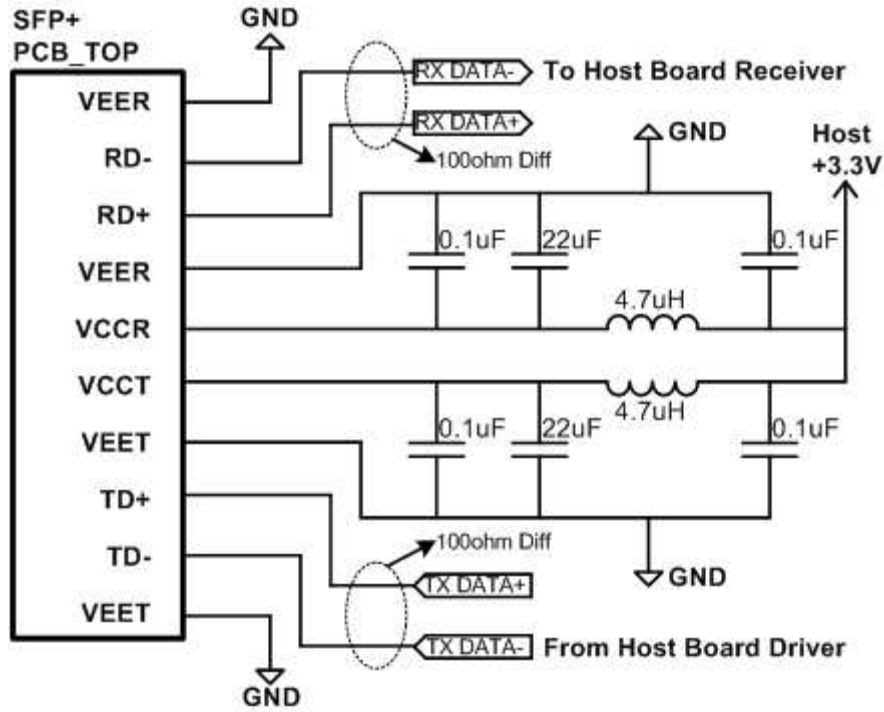 SFP+
PCB_TOP
GND
VEER
RD-
RD+
VEER
VCCR
VCCT
VEET
TD+
TD-
VEET
GND
RX DATA-
To Host Board Receiver
RX DATA+
100ohm Diff
GND
Host
+3.3V
0.1uF
22uF
0.1uF
4.7uH
4.7uH
0.1uF
22uF
0.1uF
100ohm Diff
GND
TX DATA+
TX DATA-
From Host Board Driver